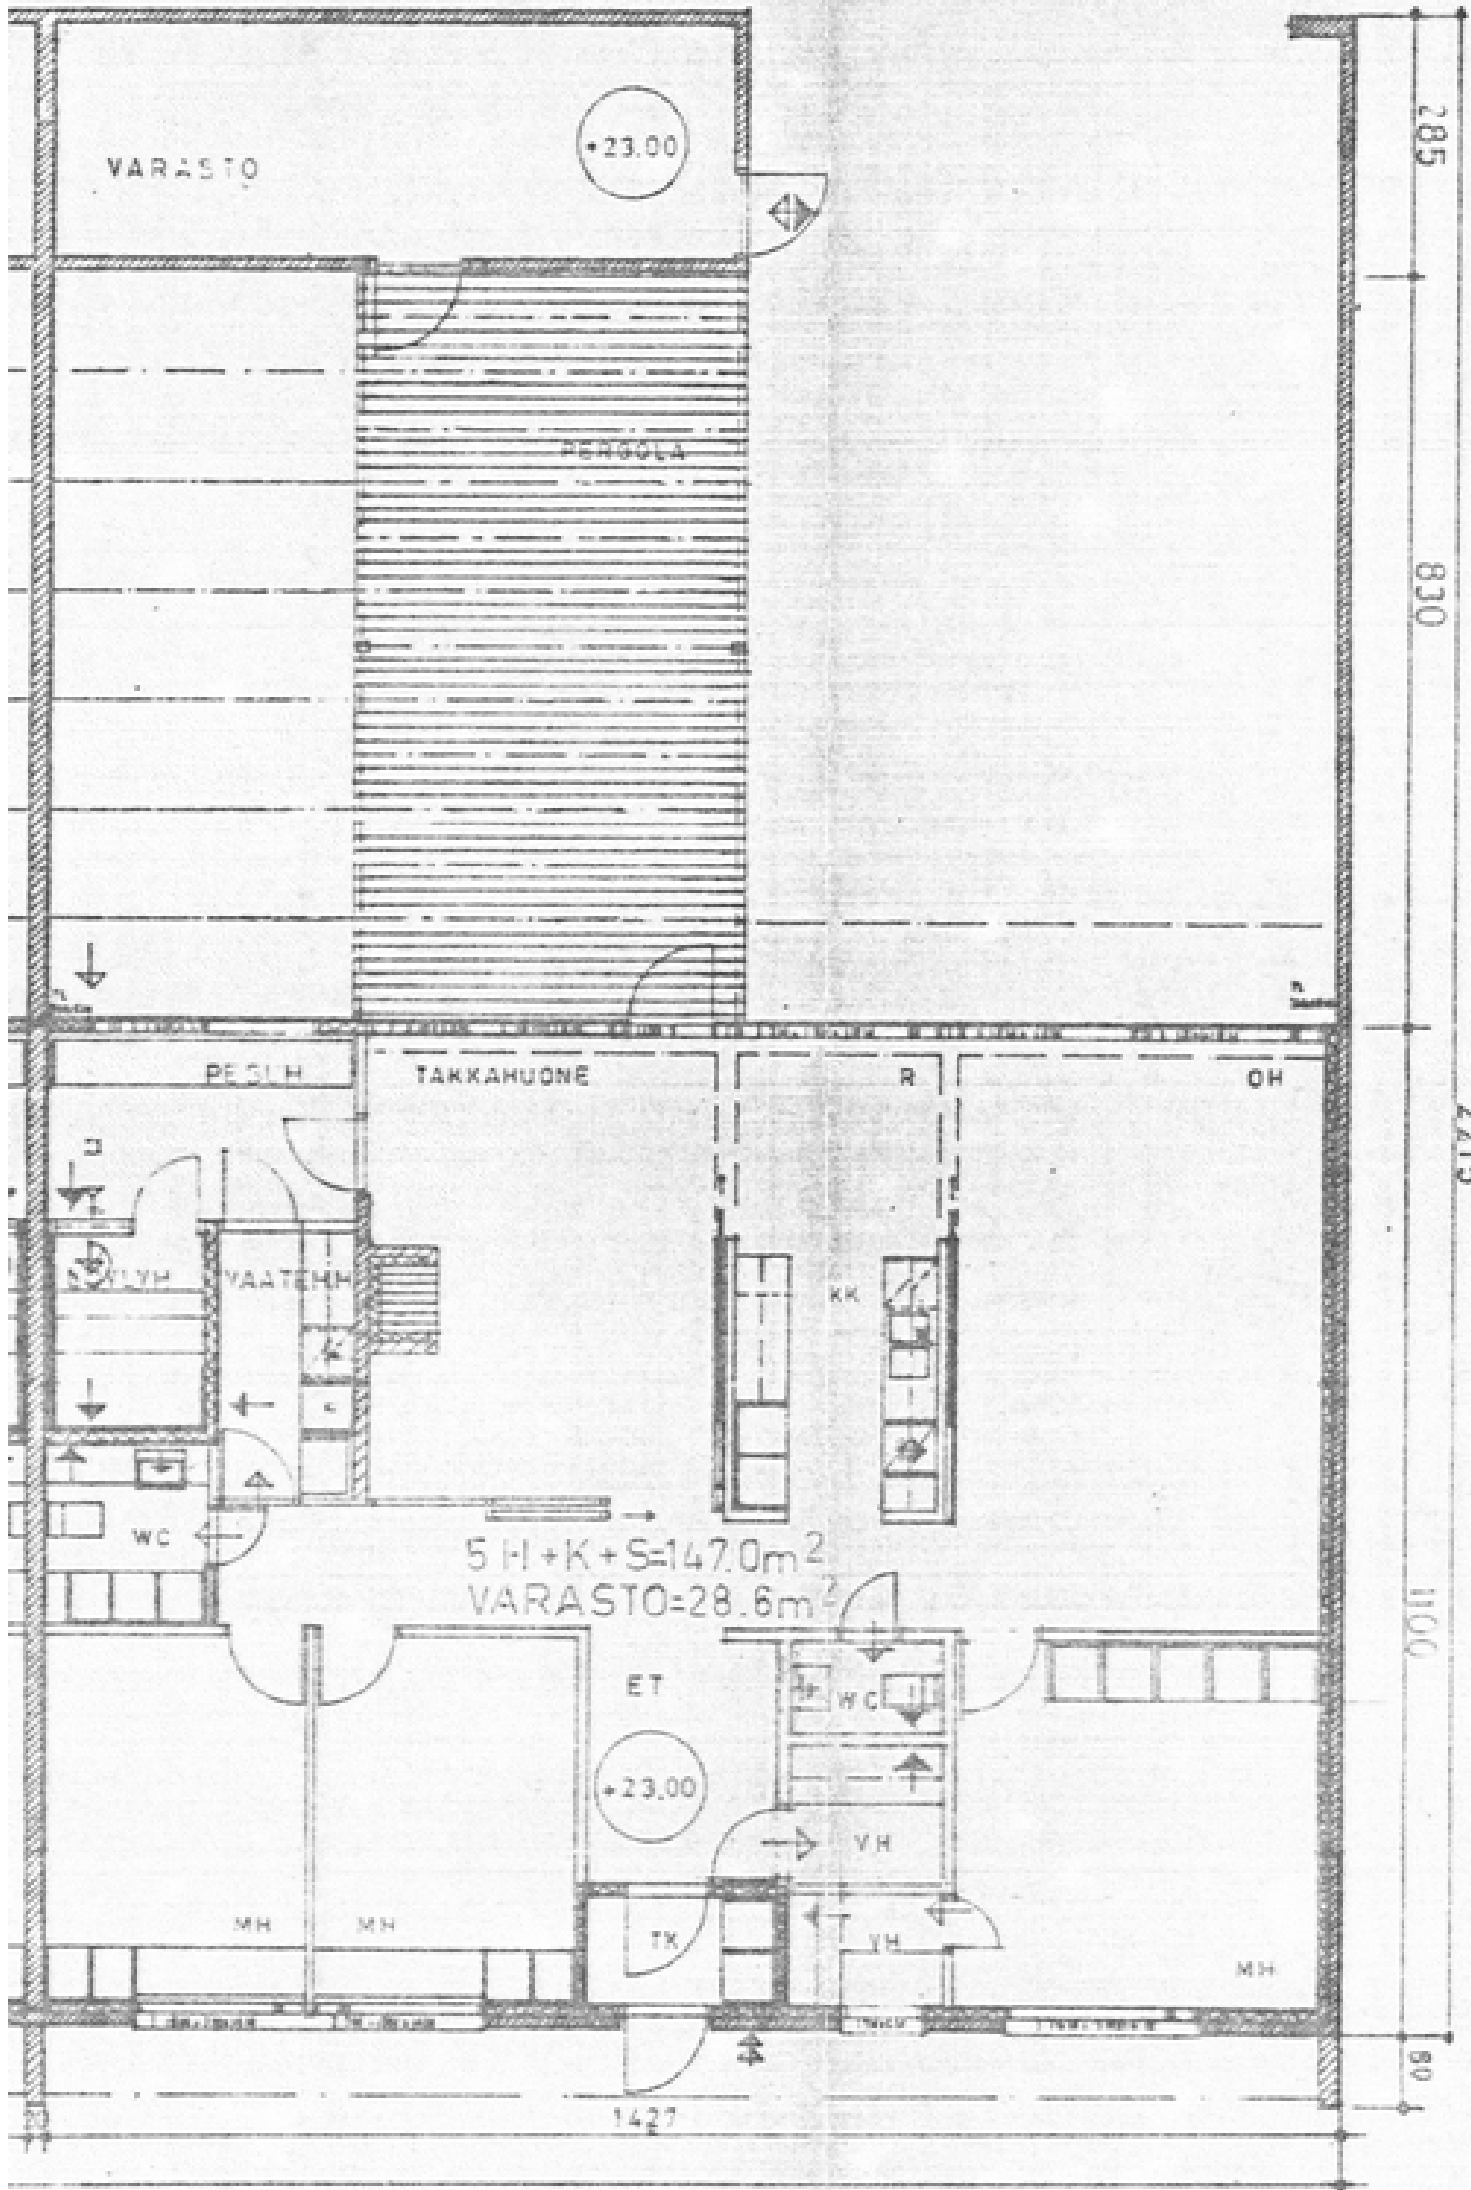 VARASTO
+23.00
285
PERGOLA
830
PESUH
TAKKAHUONE
R
OH
2215
VAATEHH
KK
WC
5 H+K+S=147.0m²
VARASTO=28.6m²
1100
ET
WC
+23.00
VH
MH
MH
TK
VH
MH
80
1427
20